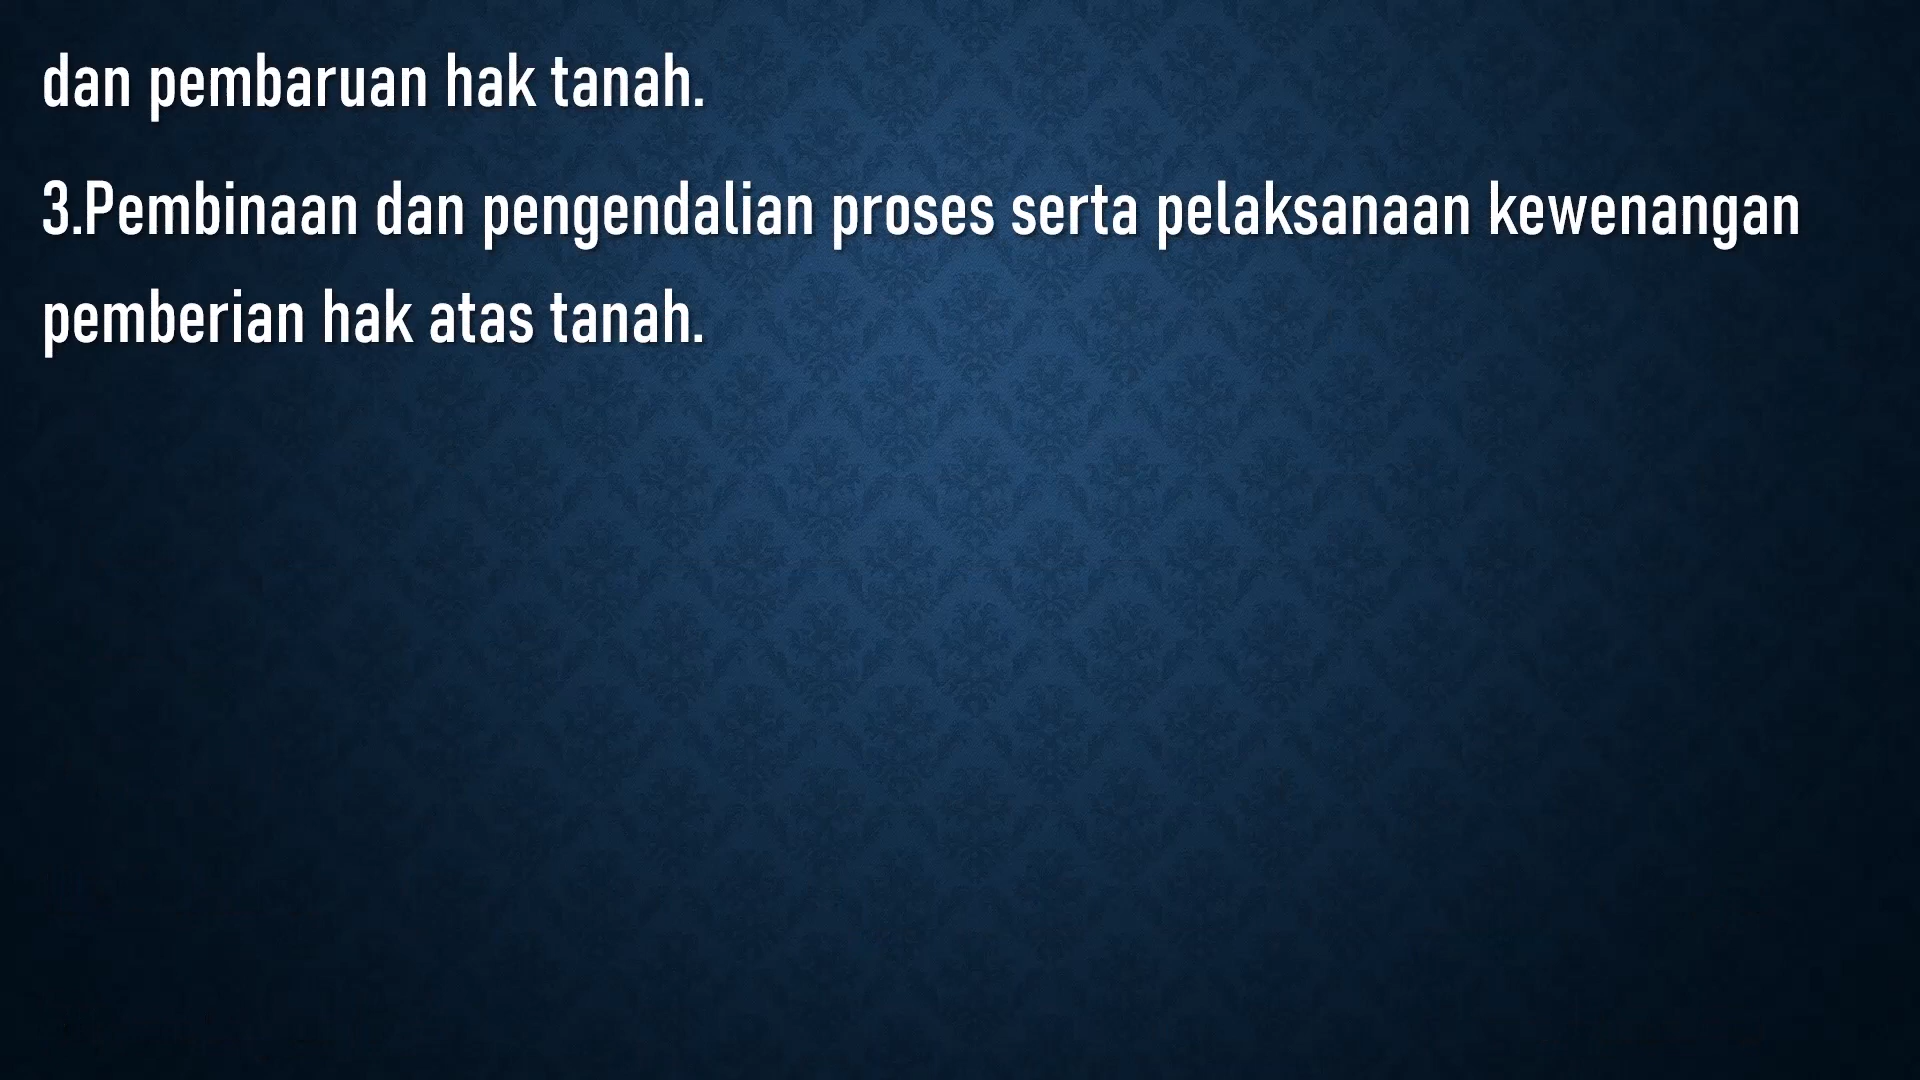 dan pembaruan hak tanah.
3.Pembinaan dan pengendalian proses serta pelaksanaan kewenangan
pemberian hak atas tanah.